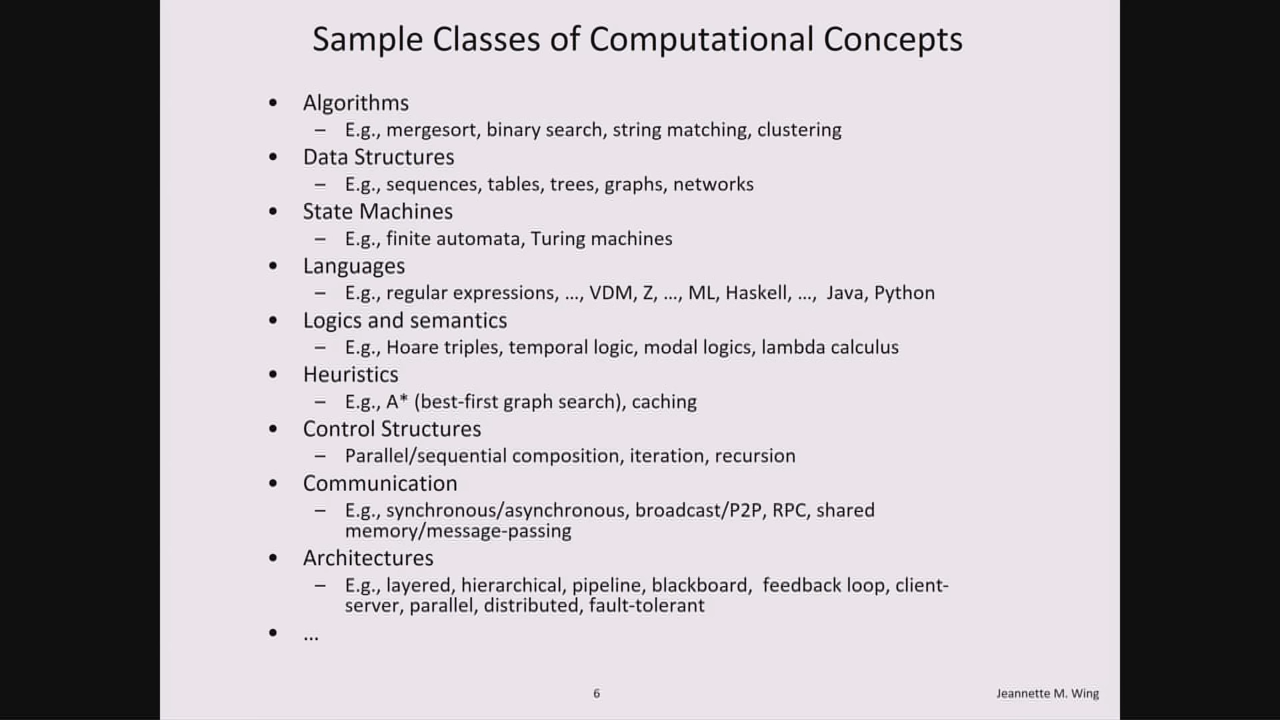 Sample Classes of Computational Concepts
• Algorithms
– E.g., mergesort, binary search, string matching, clustering
• Data Structures
– E.g., sequences, tables, trees, graphs, networks
• State Machines
– E.g., finite automata, Turing machines
• Languages
– E.g., regular expressions, …, VDM, Z, …, ML, Haskell, …, Java, Python
• Logics and semantics
– E.g., Hoare triples, temporal logic, modal logics, lambda calculus
• Heuristics
– E.g., A* (best-first graph search), caching
• Control Structures
– Parallel/sequential composition, iteration, recursion
• Communication
– E.g., synchronous/asynchronous, broadcast/P2P, RPC, shared
memory/message-passing
• Architectures
– E.g., layered, hierarchical, pipeline, blackboard, feedback loop, client-
server, parallel, distributed, fault-tolerant
• …
6
Jeannette M. Wing